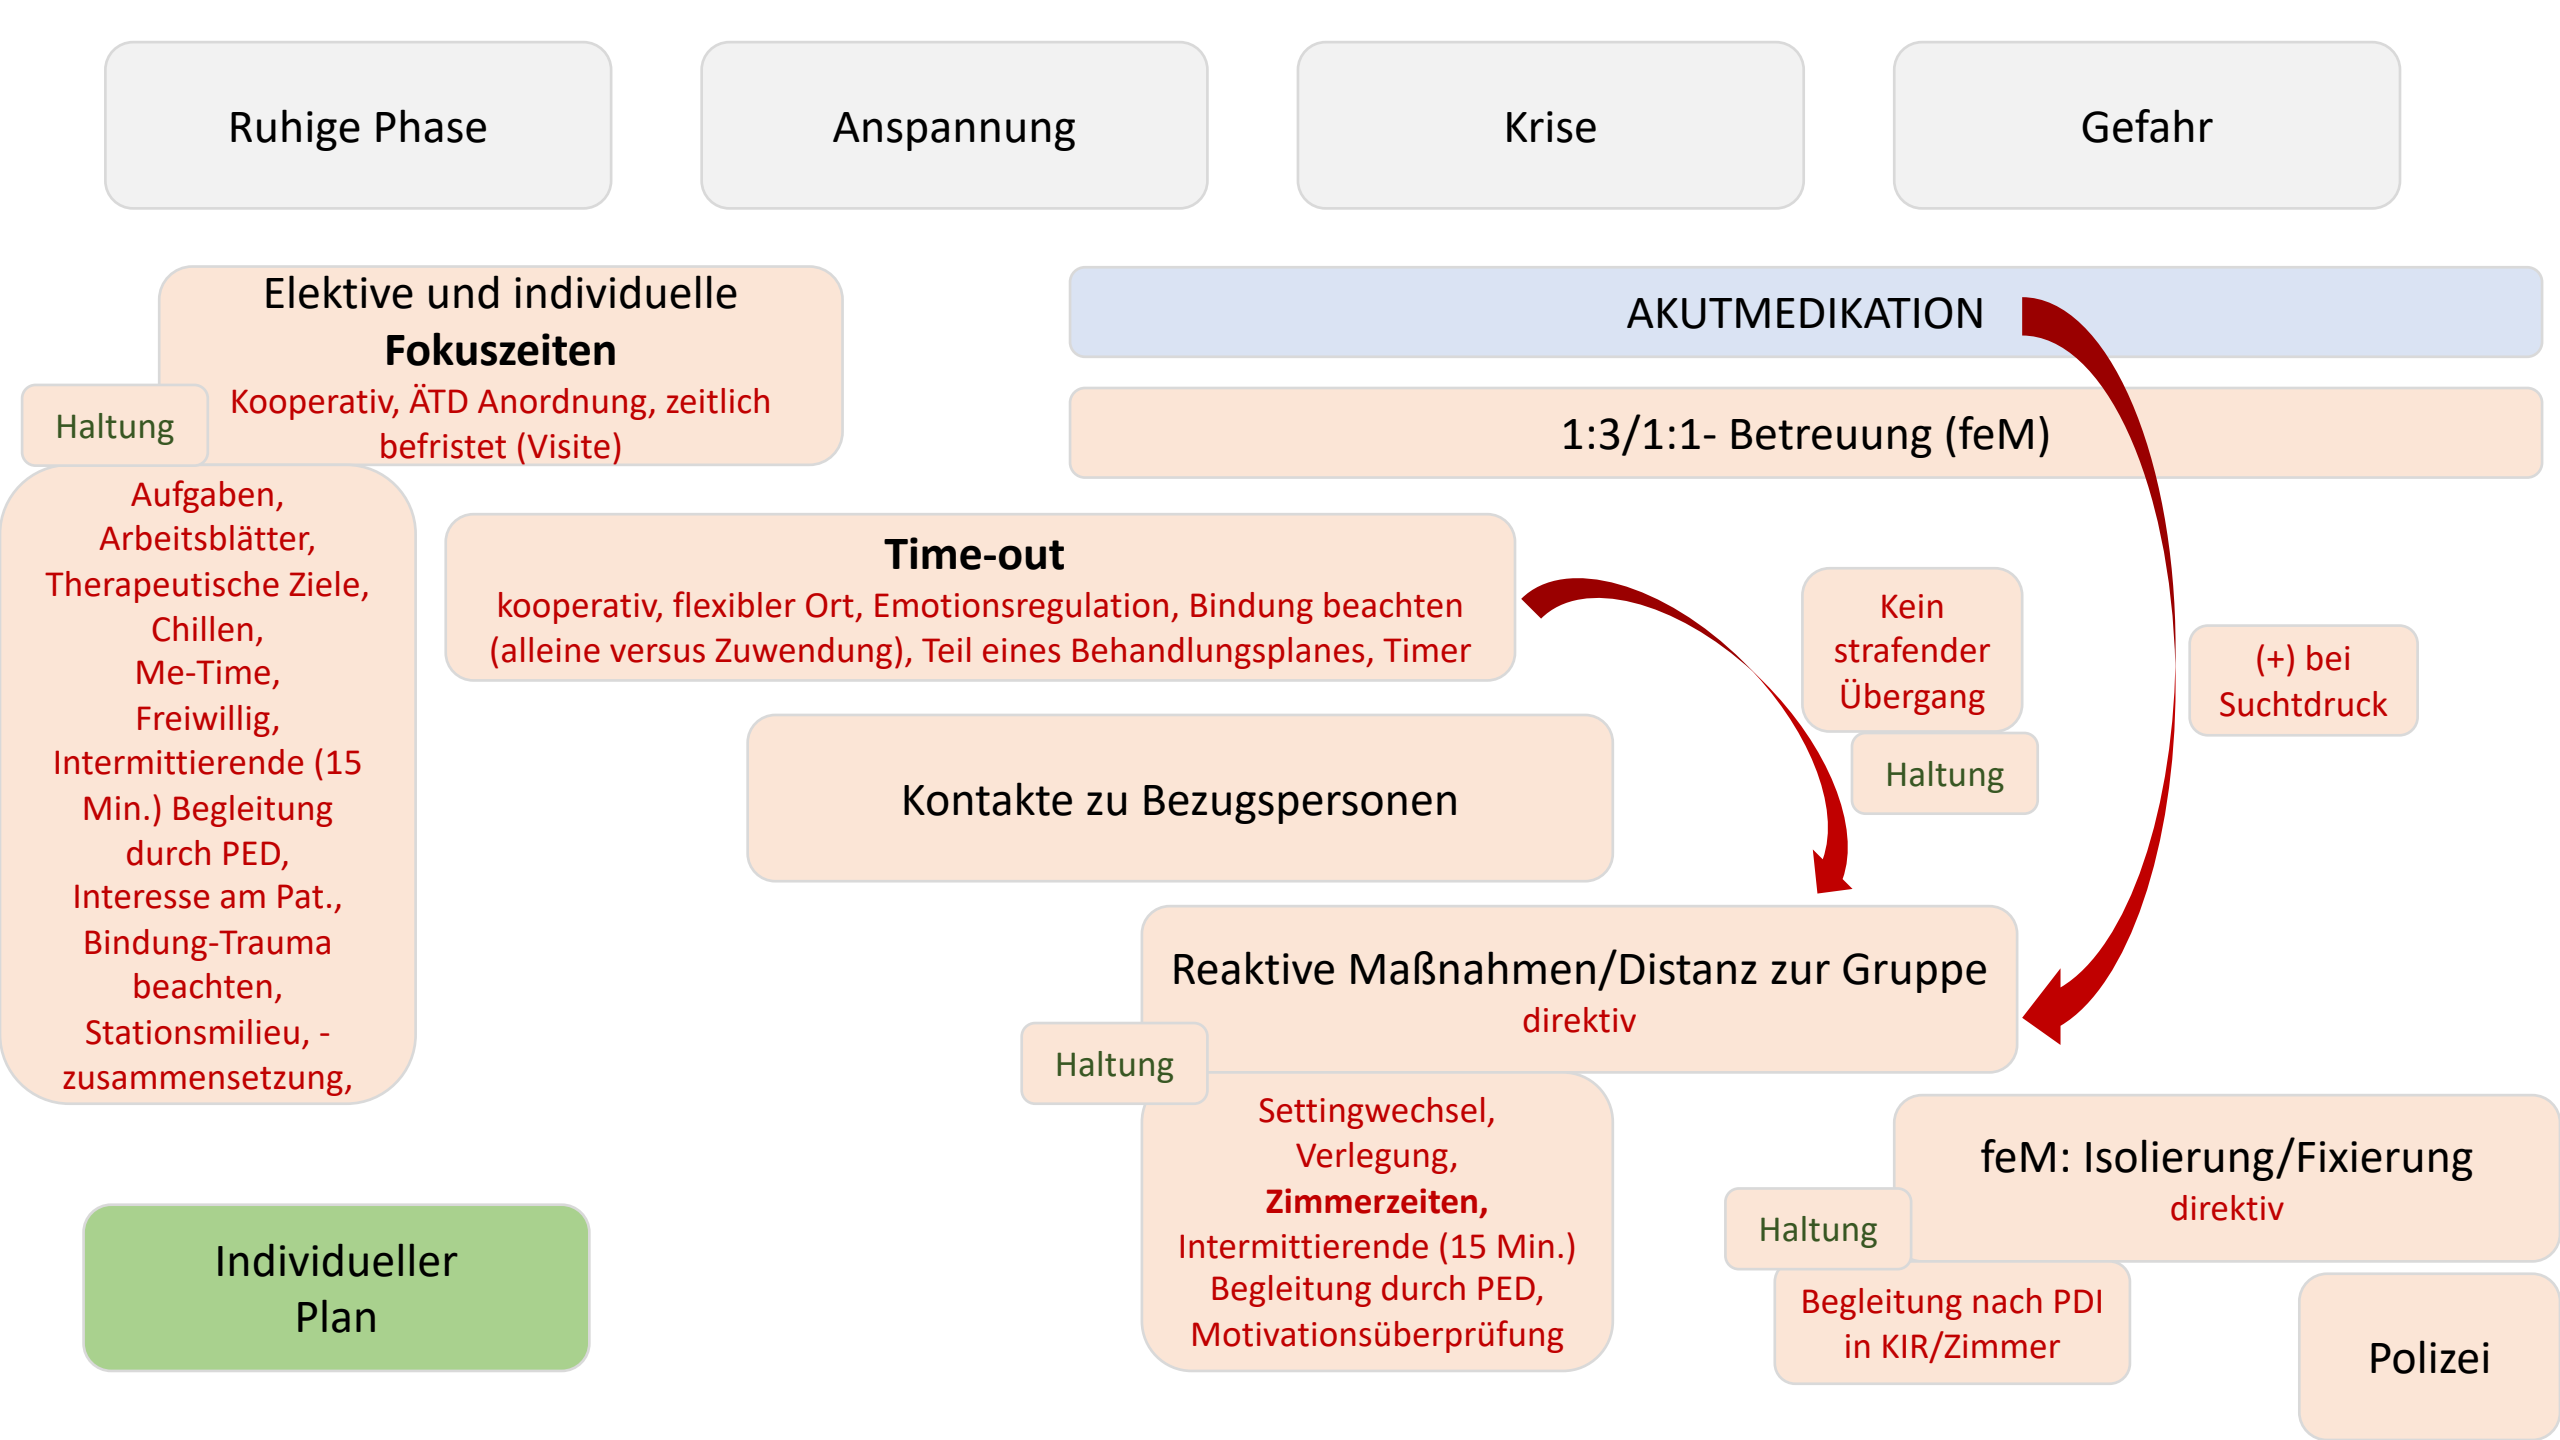 Ruhige Phase
Anspannung
Krise
Gefahr
Elektive und individuelle
Fokuszeiten
Kooperativ, ÄTD Anordnung, zeitlich
befristet (Visite)
Haltung
Aufgaben,
Arbeitsblätter,
Therapeutische Ziele,
Chillen,
Me-Time,
Freiwillig,
Intermittierende (15
Min.) Begleitung
durch PED,
Interesse am Pat.,
Bindung-Trauma
beachten,
Stationsmilieu, -
zusammensetzung,
AKUTMEDIKATION
1:3/1:1- Betreuung (feM)
Time-out
kooperativ, flexibler Ort, Emotionsregulation, Bindung beachten
(alleine versus Zuwendung), Teil eines Behandlungsplanes, Timer
Kein
strafender
Übergang
Haltung
(+) bei
Suchtdruck
Kontakte zu Bezugspersonen
Reaktive Maßnahmen/Distanz zur Gruppe
direktiv
Haltung
Settingwechsel,
Verlegung,
Zimmerzeiten,
Intermittierende (15 Min.)
Begleitung durch PED,
Motivationsüberprüfung
feM: Isolierung/Fixierung
direktiv
Haltung
Begleitung nach PDI
in KIR/Zimmer
Polizei
Individueller
Plan